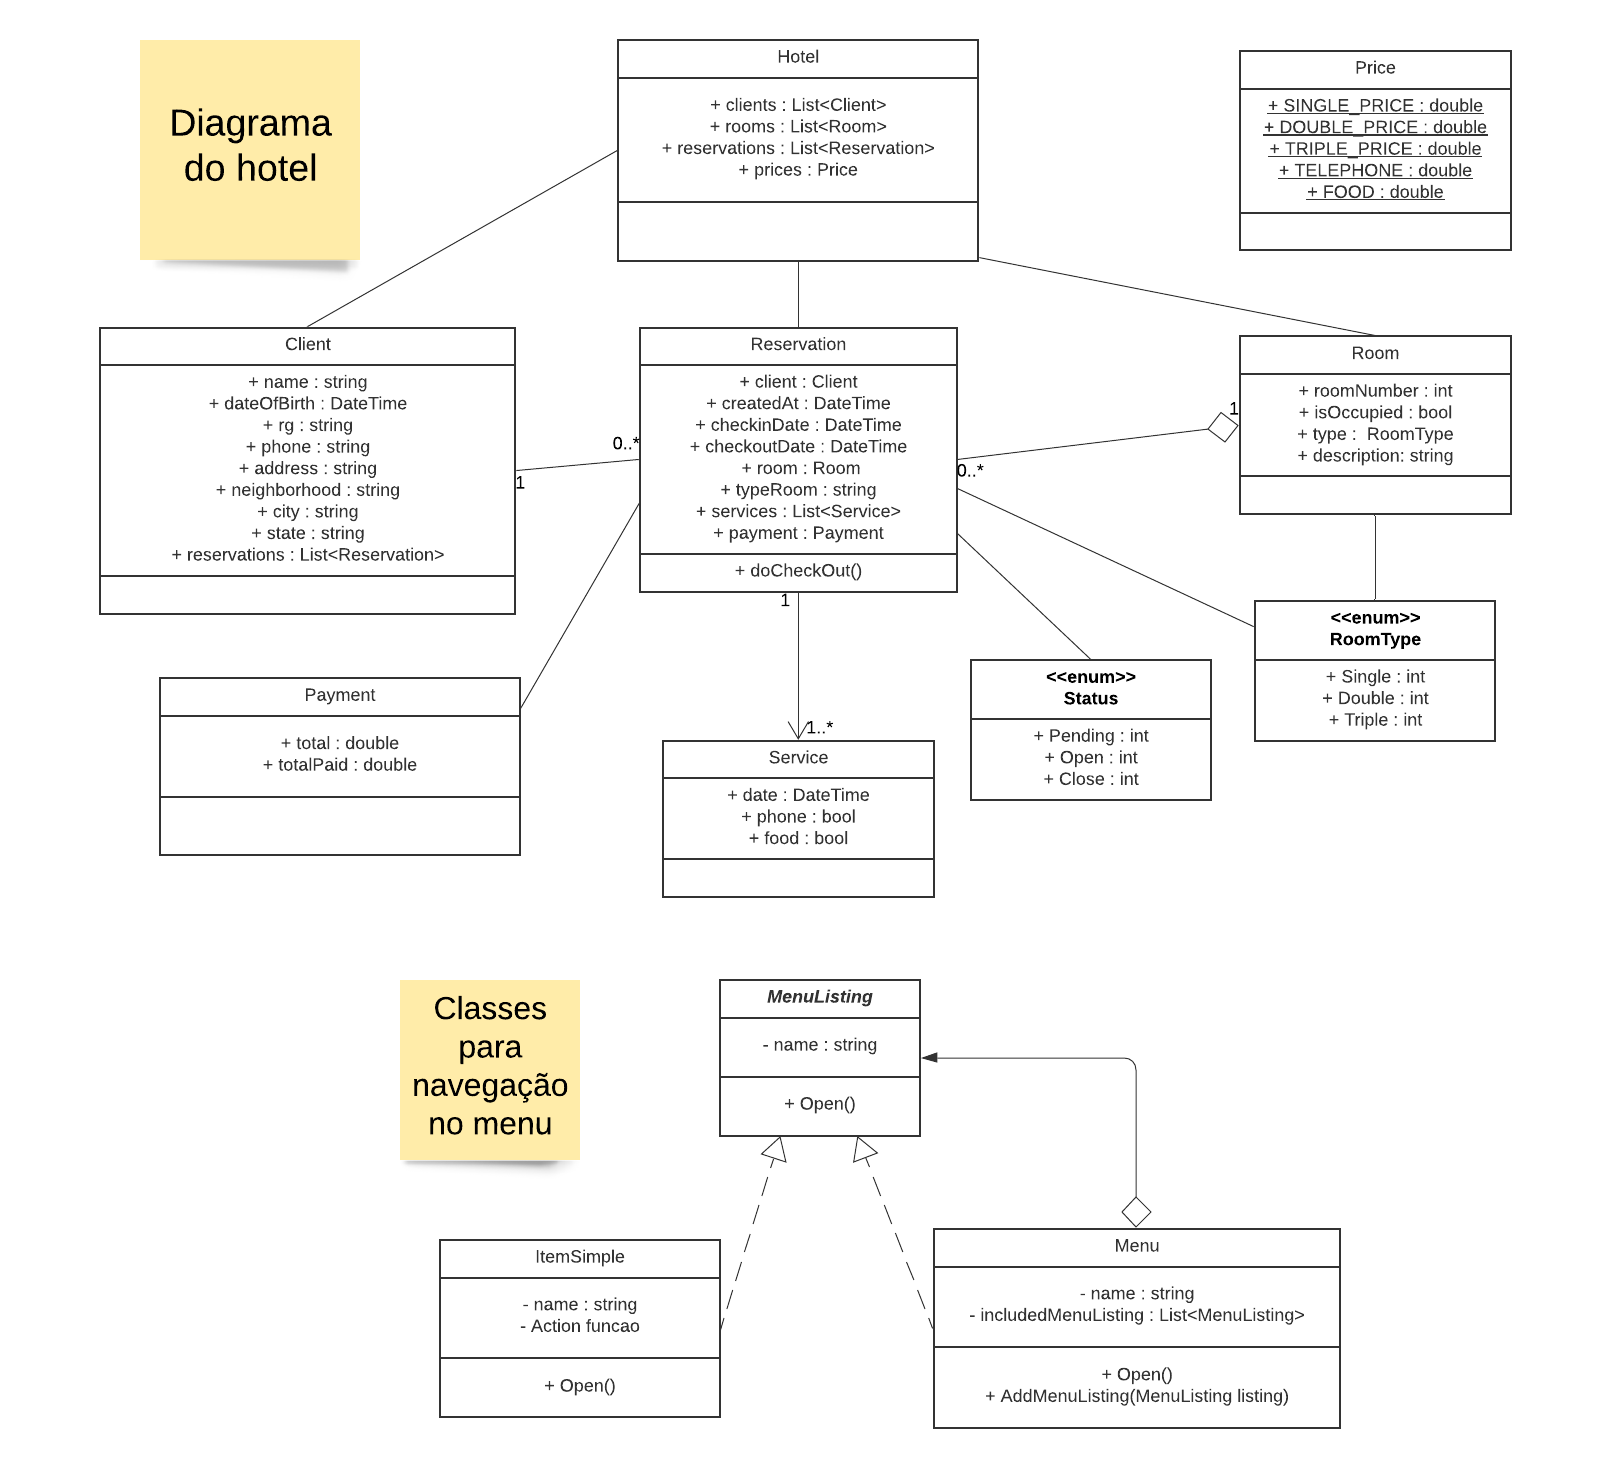 Diagrama
do hotel
Hotel
+ clients : List<Client>
+ rooms : List<Room>
+ reservations : List<Reservation>
+ prices : Price
Price
+ SINGLE_PRICE : double
+ DOUBLE_PRICE : double
+ TRIPLE_PRICE : double
+ TELEPHONE : double
+ FOOD : double
Client
+ name : string
+ dateOfBirth : DateTime
+ rg : string
+ phone : string
+ address : string
+ neighborhood : string
+ city : string
+ state : string
+ reservations : List<Reservation>
1
0..*
Reservation
+ client : Client
+ createdAt : DateTime
+ checkinDate : DateTime
+ checkoutDate : DateTime
+ room : Room
+ typeRoom : string
+ services : List<Service>
+ payment : Payment
+ doCheckOut()
0..*
1
Room
+ roomNumber : int
+ isOccupied : bool
+ type :  RoomType
+ description: string
Payment
+ total : double
+ totalPaid : double
1
1..*
Service
+ date : DateTime
+ phone : bool
+ food : bool
<<enum>>
Status
+ Pending : int
+ Open : int
+ Close : int
<<enum>>
RoomType
+ Single : int
+ Double : int
+ Triple : int
Classes
para
navegação
no menu
MenuListing
- name : string
+ Open()
ItemSimple
- name : string
- Action funcao
+ Open()
Menu
- name : string
- includedMenuListing : List<MenuListing>
+ Open()
+ AddMenuListing(MenuListing listing)